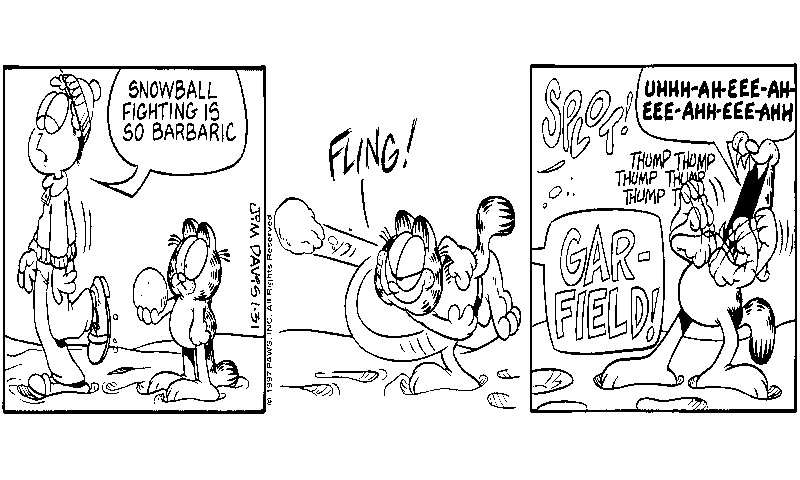 SNOWBALL
FIGHTING IS
SO BARBARIC
JIM DAVIS 1-31
© 1997 PAWS, INC. All Rights Reserved
FLING!
SPLOT!
UHHH-AH-EEE-AH-
EEE-AHH-EEE-AHH
THUMP THUMP
THUMP THUMP
THUMP
GAR-
FIELD!